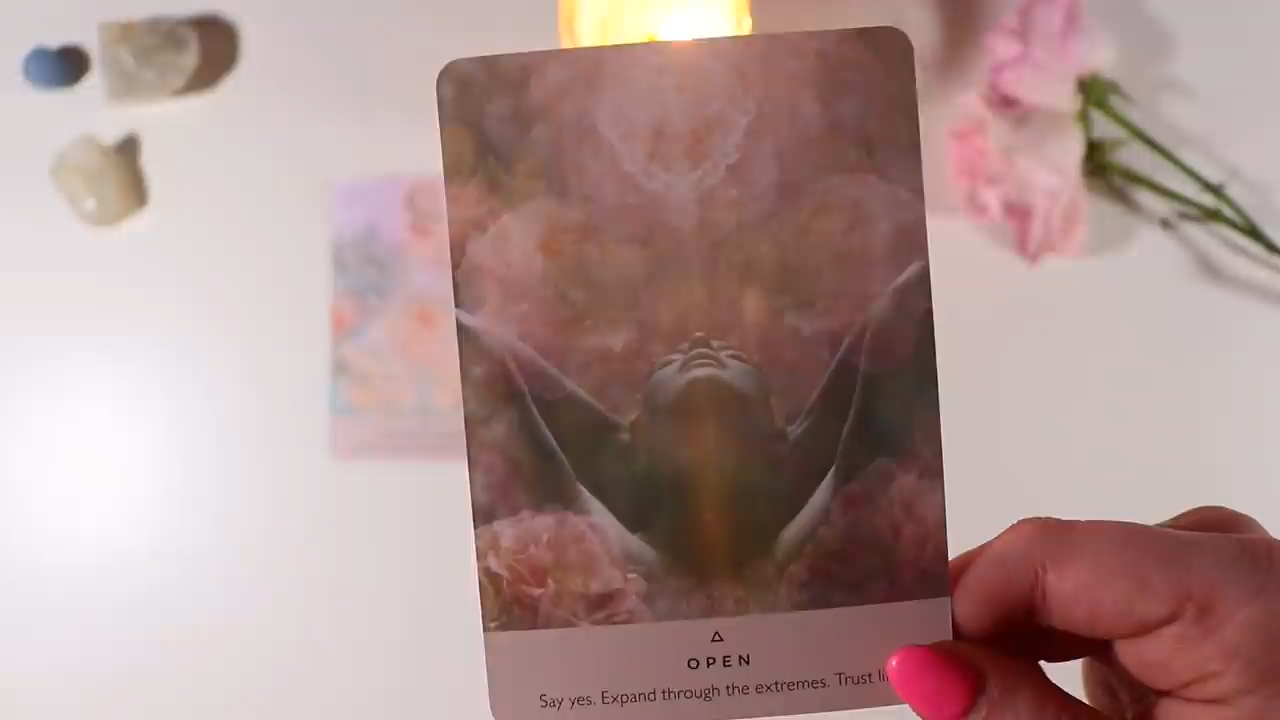 OPEN
Say yes. Expand through the extremes. Trust